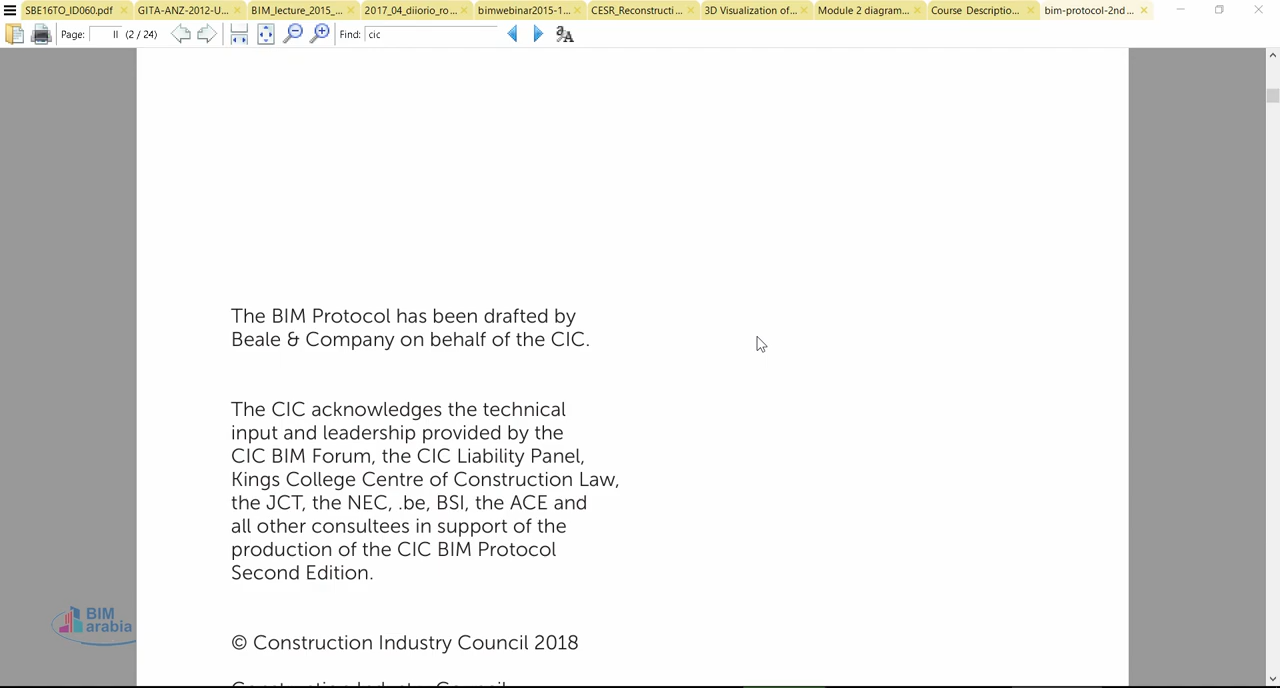 SBE16TO_ID060.pdf
GITA-ANZ-2012-U...
BIM_lecture_2015_...
2017_04_diiorio_ro...
bimwebinar2015-1...
CESR_Reconstructi...
3D Visualization of...
Module 2 diagram...
Course Descriptio...
bim-protocol-2nd...
Page: II (2 / 24) Find: cic
The BIM Protocol has been drafted by
Beale & Company on behalf of the CIC.
The CIC acknowledges the technical
input and leadership provided by the
CIC BIM Forum, the CIC Liability Panel,
Kings College Centre of Construction Law,
the JCT, the NEC, .be, BSI, the ACE and
all other consultees in support of the
production of the CIC BIM Protocol
Second Edition.
BIM
arabia
© Construction Industry Council 2018
Construction Industry Council